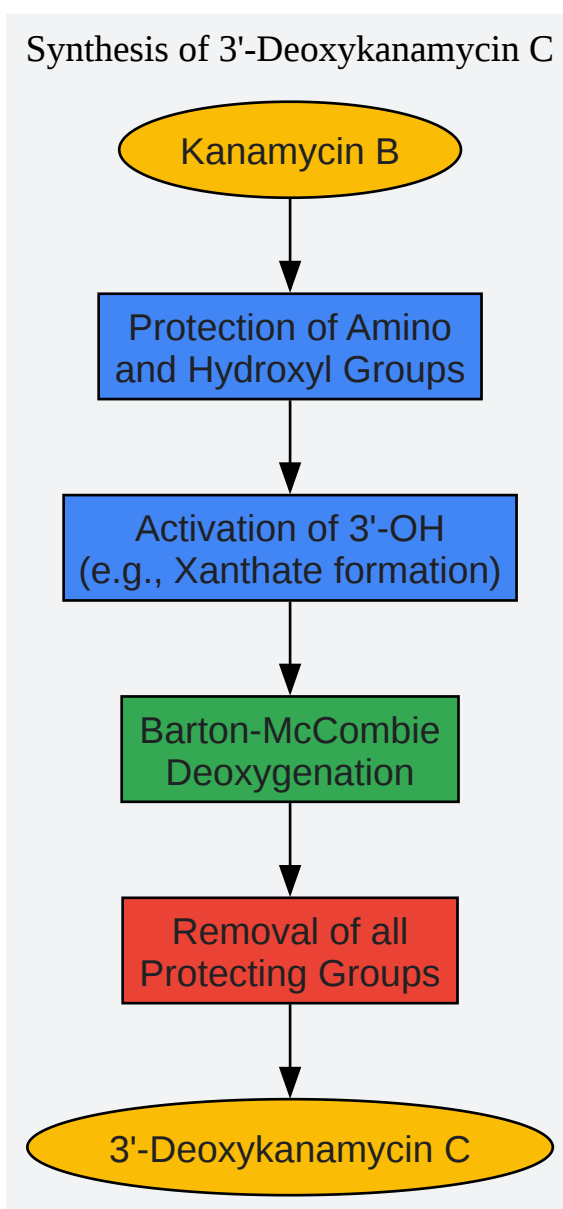 Synthesis of 3'-Deoxykanamycin C
Kanamycin B
Protection of Amino
and Hydroxyl Groups
Activation of 3'-OH
(e.g., Xanthate formation)
Barton-McCombie
Deoxygenation
Removal of all
Protecting Groups
3'-Deoxykanamycin C